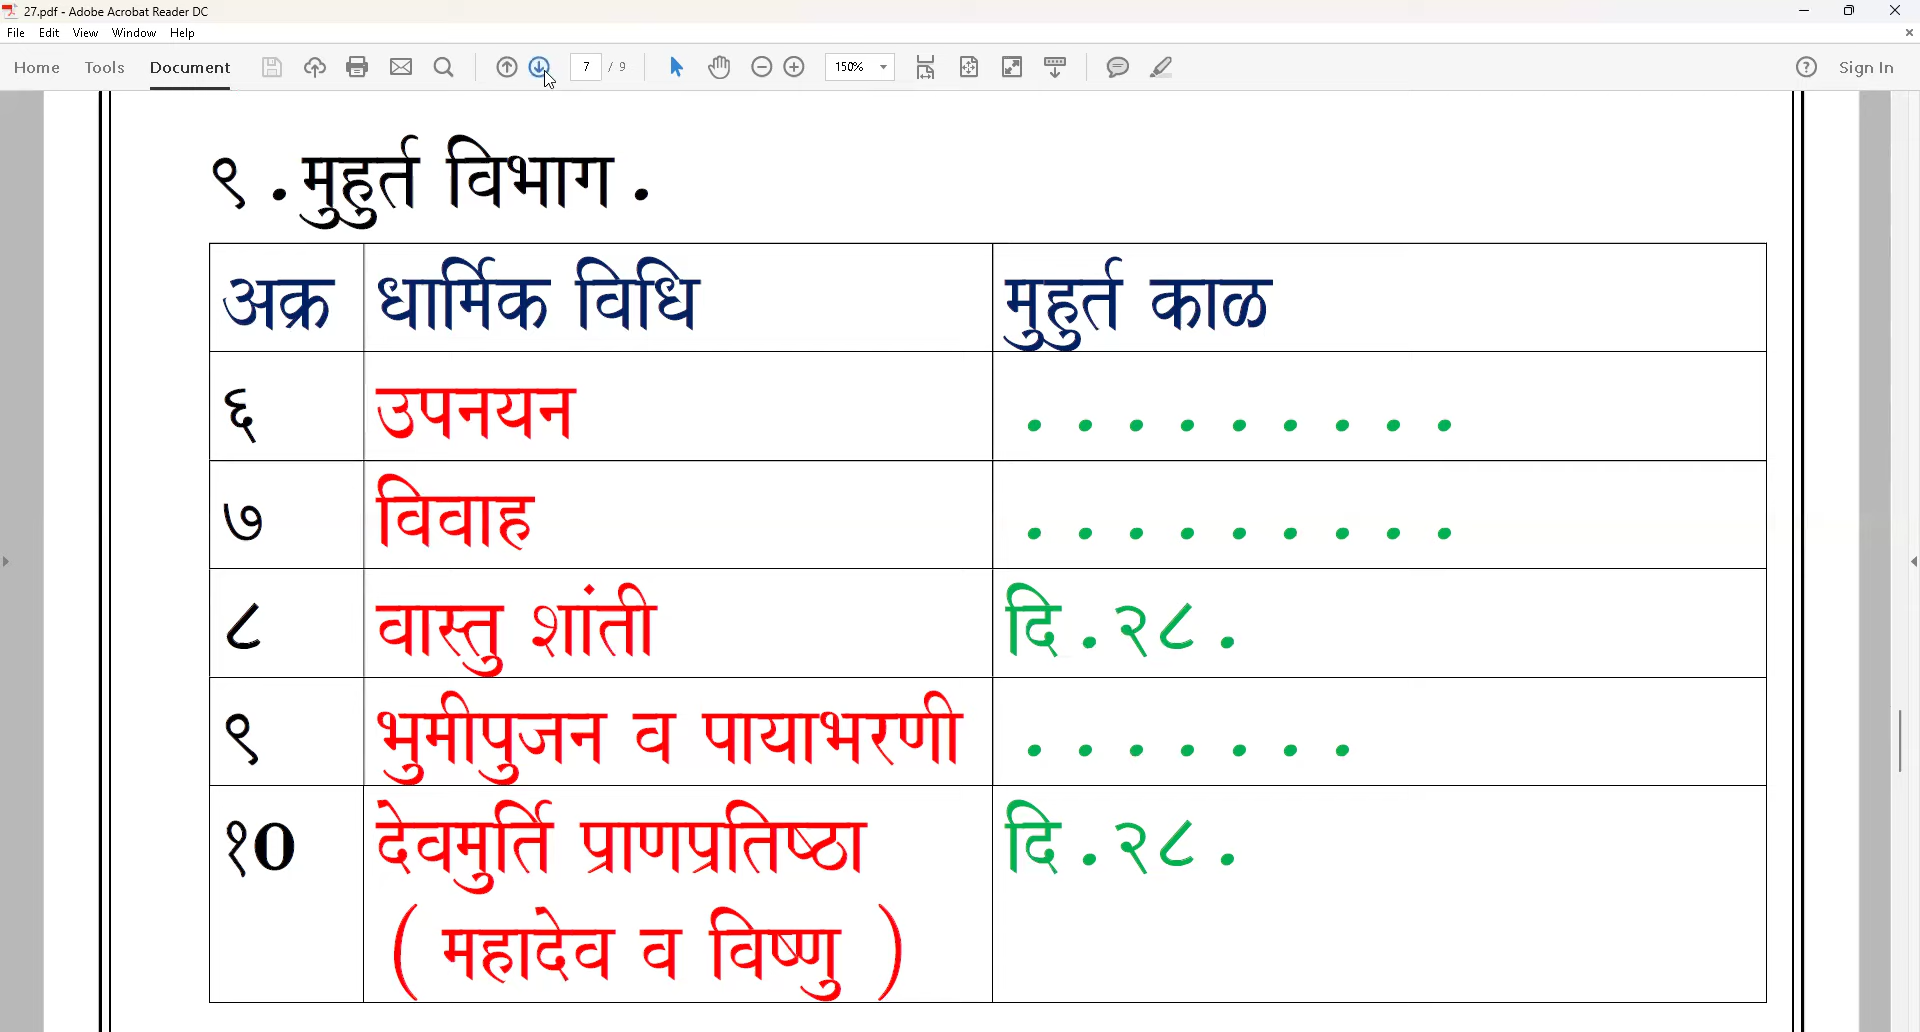 27.pdf - Adobe Acrobat Reader DC
File Edit View Window Help
Home Tools Document 7 / 9 150% Sign In
९ . मुहुर्त विभाग .
अक्र धार्मिक विधि मुहुर्त काळ
६ उपनयन . . . . . . . . .
७ विवाह . . . . . . . . .
८ वास्तु शांती दि . २८ .
९ भुमीपुजन व पायाभरणी . . . . . . .
१0 देवमुर्ति प्राणप्रतिष्ठा दि . २८ .
( महादेव व विष्णु )